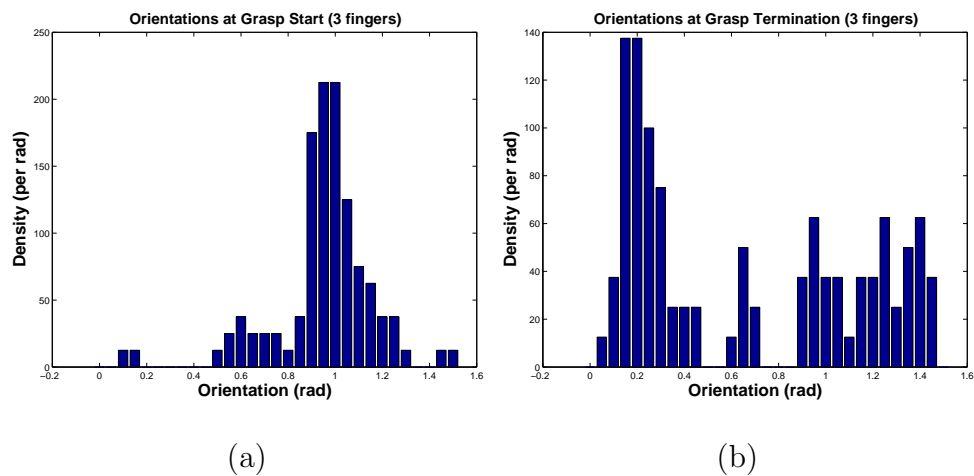 Orientations at Grasp Start (3 fingers)
250
200
150
100
50
0
Density (per rad)
−0.2 0 0.2 0.4 0.6 0.8 1 1.2 1.4 1.6
Orientation (rad)
(a)
Orientations at Grasp Termination (3 fingers)
140
120
100
80
60
40
20
0
Density (per rad)
−0.2 0 0.2 0.4 0.6 0.8 1 1.2 1.4 1.6
Orientation (rad)
(b)